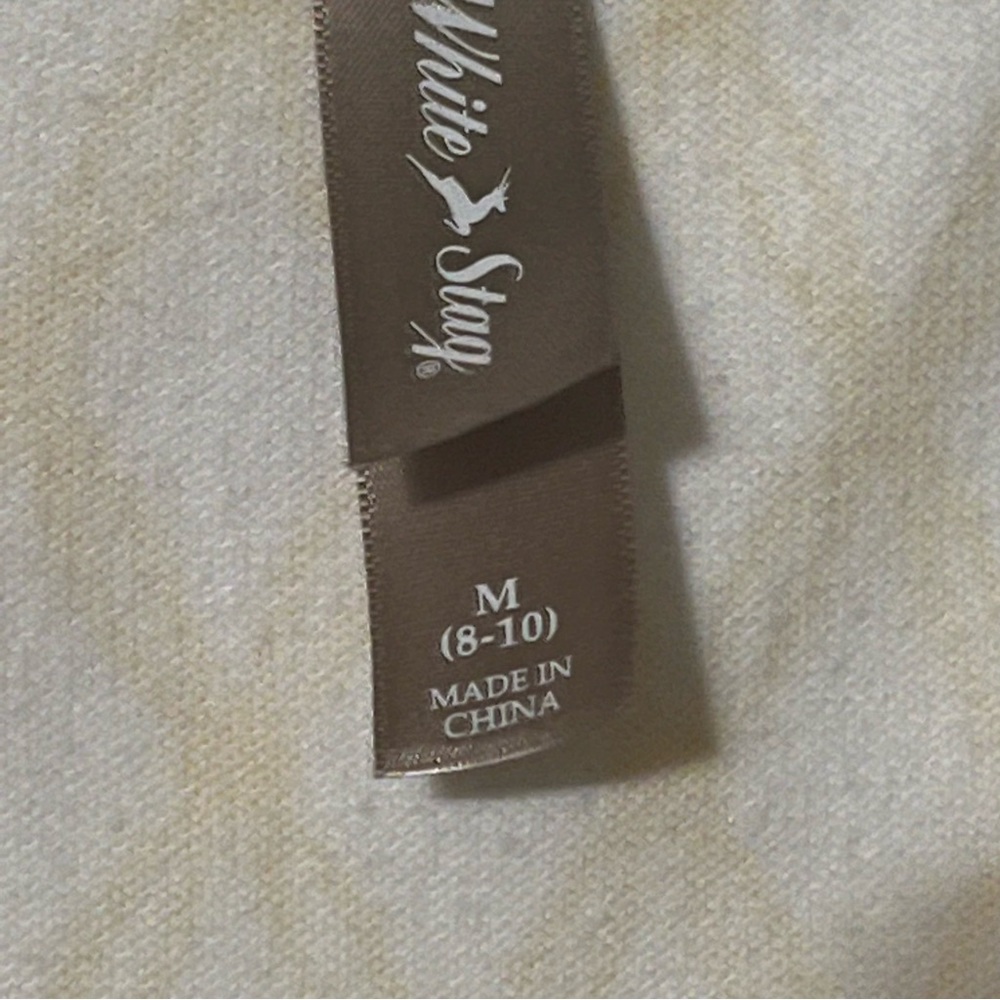 White Stag®
M
(8-10)
MADE IN
CHINA